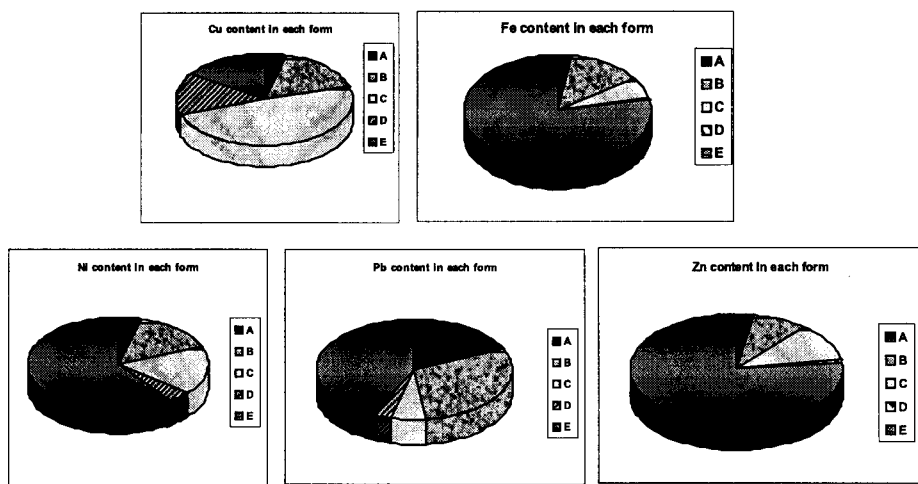 Cu content in each form
A
B
C
D
E
Fe content in each form
A
B
C
D
E
Ni content in each form
A
B
C
D
E
Pb content in each form
A
B
C
D
E
Zn content in each form
A
B
C
D
E